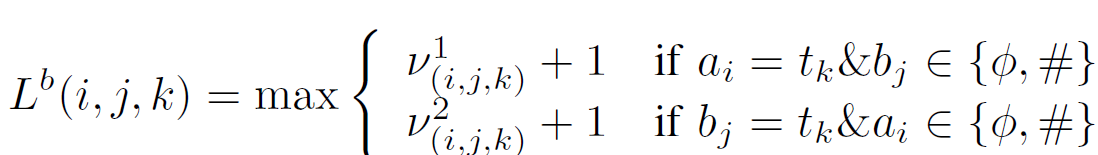 L^b(i, j, k) = max { ν^1_{(i,j,k)} + 1 if a_i = t_k & b_j ∈ {ϕ, #}
ν^2_{(i,j,k)} + 1 if b_j = t_k & a_i ∈ {ϕ, #}